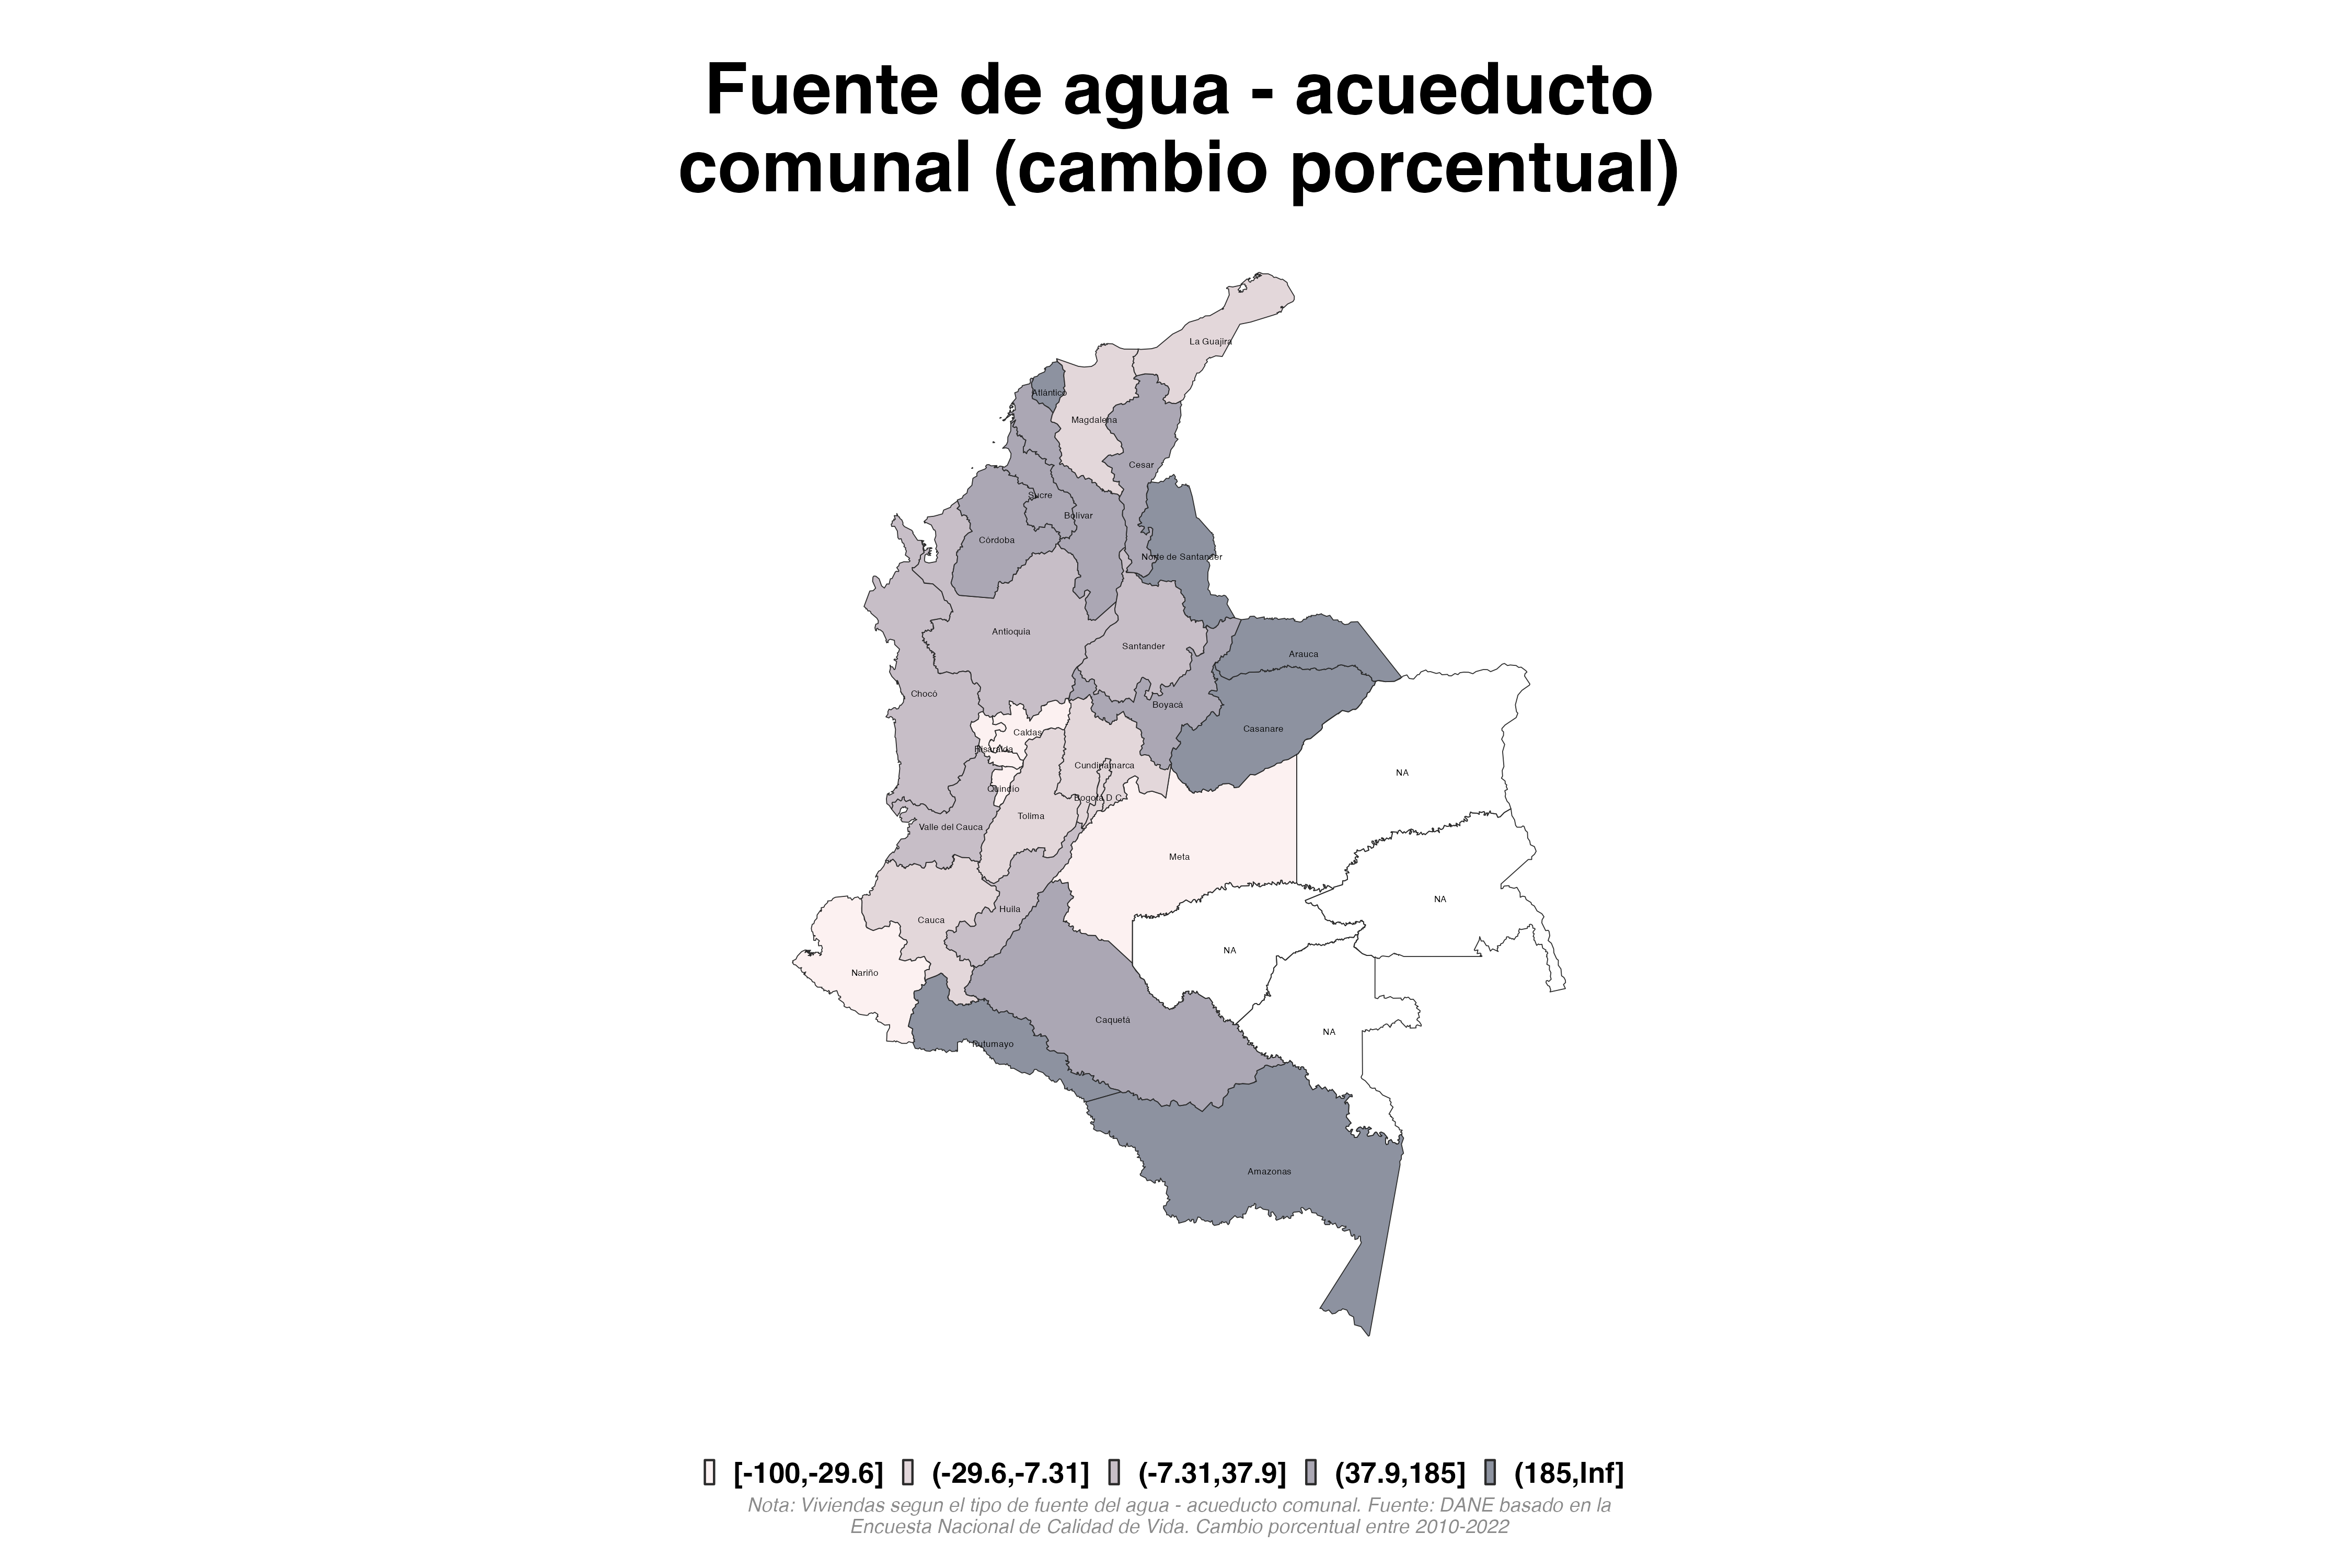 Fuente de agua - acueducto
comunal (cambio porcentual)
La Guajira
Atlántico
Magdalena
Cesar
Sucre
Bolívar
Córdoba
Norte de Santander
Antioquia
Santander
Arauca
Chocó
Boyacá
Casanare
Caldas
Risaralda
Cundinamarca
NA
Quindío
Bogotá D C
Tolima
Valle del Cauca
Meta
NA
Huila
Cauca
NA
Nariño
Caquetá
NA
Putumayo
Amazonas
[-100,-29.6] (-29.6,-7.31] (-7.31,37.9] (37.9,185] (185,Inf]
Nota: Viviendas segun el tipo de fuente del agua - acueducto comunal. Fuente: DANE basado en la
Encuesta Nacional de Calidad de Vida. Cambio porcentual entre 2010-2022